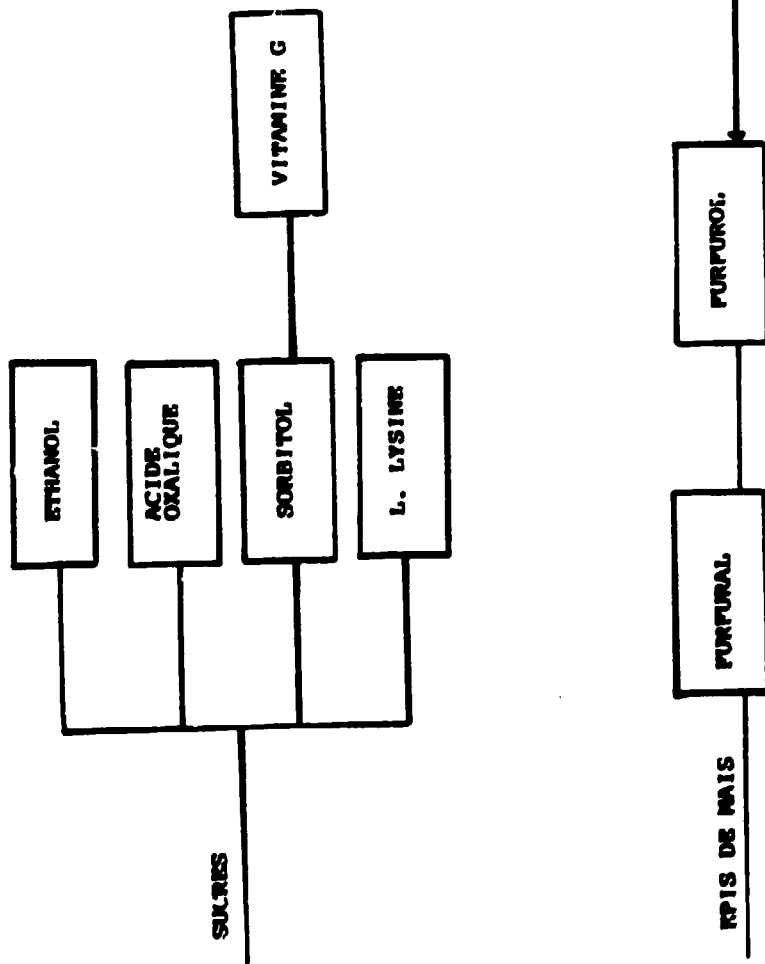 SUCRES
ETHANOL
ACIDE
OXALIQUE
SORBITOL
L. LYSINE
VITAMINE G
EPIS DE MAIS
FURFURAL
FURFUROL